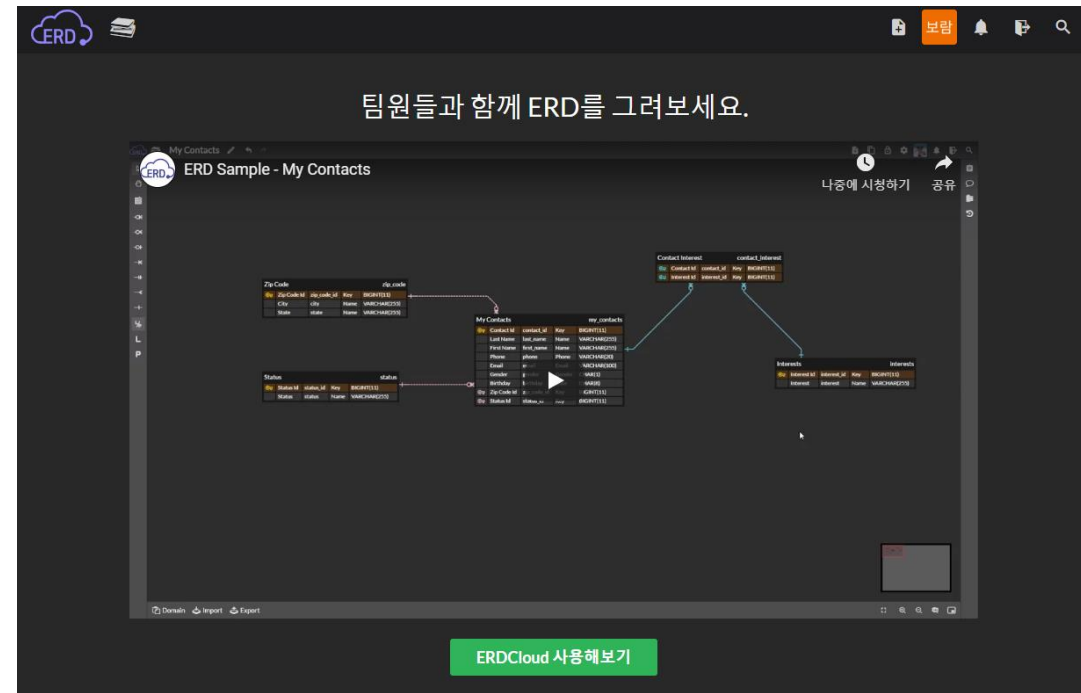 ERD
보람
팀원들과 함께 ERD를 그려보세요.
My Contacts
ERD Sample - My Contacts
ERD
나중에 시청하기
공유
Contact Interest contact_interest
Contact Id contact_id Key BIGINT(11)
Interest Id interest_id Key BIGINT(11)
Zip Code zip_code
Zip Code Id zip_code_id Key BIGINT(11)
City city Name VARCHAR(255)
State state Name VARCHAR(255)
My Contacts my_contacts
Contact Id contact_id Key BIGINT(11)
Last Name last_name Name VARCHAR(255)
First Name first_name Name VARCHAR(255)
Phone phone Phone VARCHAR(20)
Email
Gender
Birthday
Zip Code Id
Status Id BIGINT(11)
Interests interests
Interest Id interest_id Key BIGINT(11)
Interest interest Name VARCHAR(255)
Status status
Status Id status_id Key BIGINT(11)
Status status Name VARCHAR(255)
L
P
Domain Import Export
ERDCloud 사용해보기